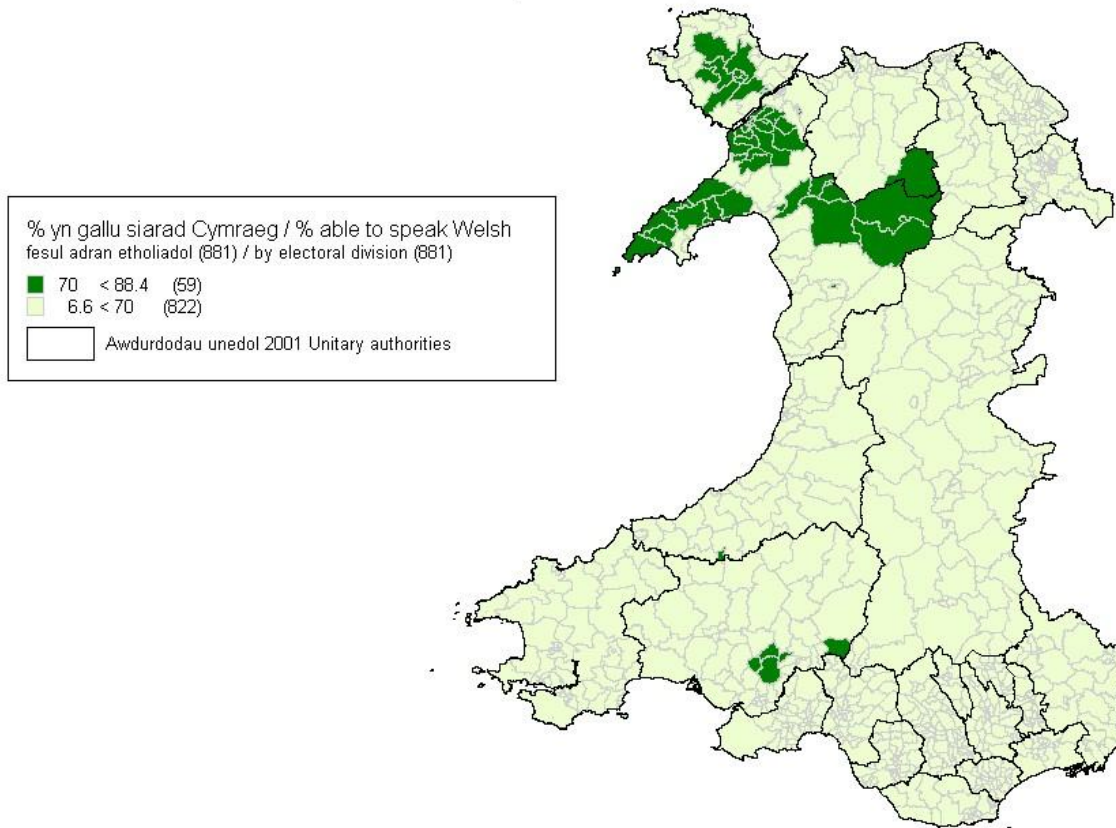 % yn gallu siarad Cymraeg / % able to speak Welsh
fesul adran etholiadol (881) / by electoral division (881)
70 < 88.4 (59)
6.6 < 70 (822)
Awdurdodau unedol 2001 Unitary authorities